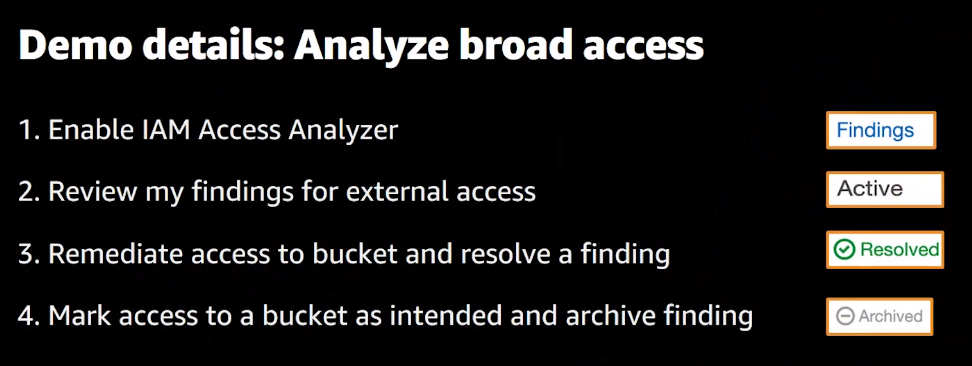 Demo details: Analyze broad access
1. Enable IAM Access Analyzer
Findings
2. Review my findings for external access
Active
3. Remediate access to bucket and resolve a finding
Resolved
4. Mark access to a bucket as intended and archive finding
Archived